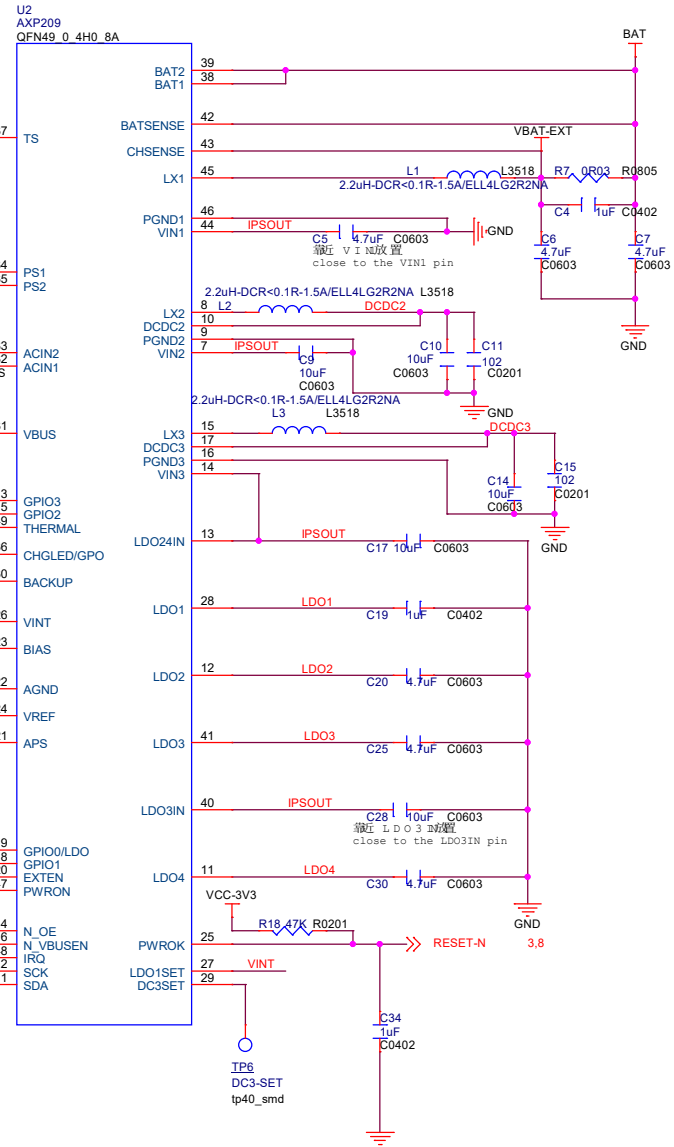 U2
AXP209
QFN49_0_4H0_8A
BAT
BAT2
39
BAT1
38
BATSENSE
42
CHSENSE
43
VBAT-EXT
TS
LX1
45
L1
L3518
2.2uH-DCR<0.1R-1.5A/ELL4LG2R2NA
R7
0R03
R0805
C4
1uF
C0402
PGND1
46
VIN1
44
IPSOUT
C5
4.7uF
C0603
GND
靠近 VIN1放置
close to the VIN1 pin
C6
4.7uF
C0603
C7
4.7uF
C0603
GND
PS1
PS2
2.2uH-DCR<0.1R-1.5A/ELL4LG2R2NA
L3518
LX2
8
L2
DCDC2
DCDC2
10
PGND2
9
VIN2
7
IPSOUT
C9
10uF
C0603
C10
10uF
C0603
C11
102
C0201
GND
ACIN2
ACIN1
2.2uH-DCR<0.1R-1.5A/ELL4LG2R2NA
L3
L3518
VBUS
LX3
15
DCDC3
DCDC3
17
PGND3
16
VIN3
14
C14
10uF
C0603
C15
102
C0201
GND
GPIO3
GPIO2
THERMAL
LDO24IN
13
IPSOUT
C17
10uF
C0603
CHGLED/GPO
BACKUP
LDO1
28
LDO1
C19
1uF
C0402
VINT
BIAS
LDO2
12
LDO2
C20
4.7uF
C0603
AGND
VREF
APS
LDO3
41
LDO3
C25
4.7uF
C0603
LDO3IN
40
IPSOUT
C28
10uF
C0603
靠近 LDO3IN放置
close to the LDO3IN pin
GPIO0/LDO
GPIO1
EXTEN
PWRON
LDO4
11
LDO4
C30
4.7uF
C0603
GND
VCC-3V3
R18
47K
R0201
N_OE
N_VBUSEN
IRQ
SCK
SDA
PWROK
25
RESET-N
3,8
LDO1SET
27
VINT
DC3SET
29
C34
1uF
C0402
TP6
DC3-SET
tp40_smd